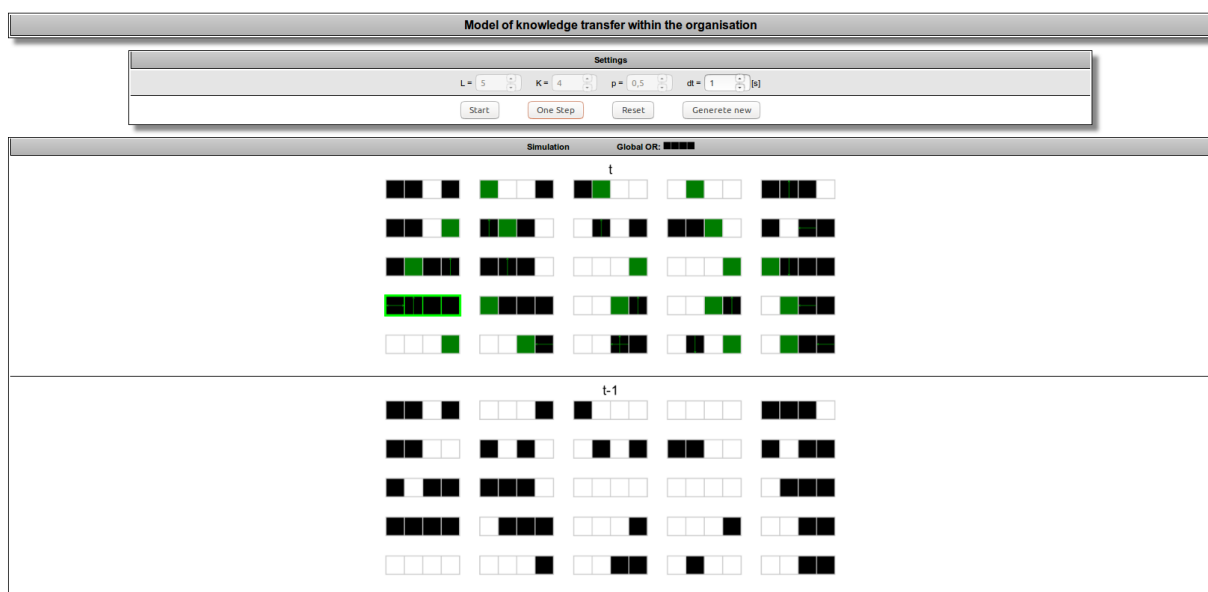 Model of knowledge transfer within the organisation
Settings
L = 5 K = 4 p = 0,5 dt = 1 [s]
Start One Step Reset Generete new
Simulation Global OR:
t
t-1